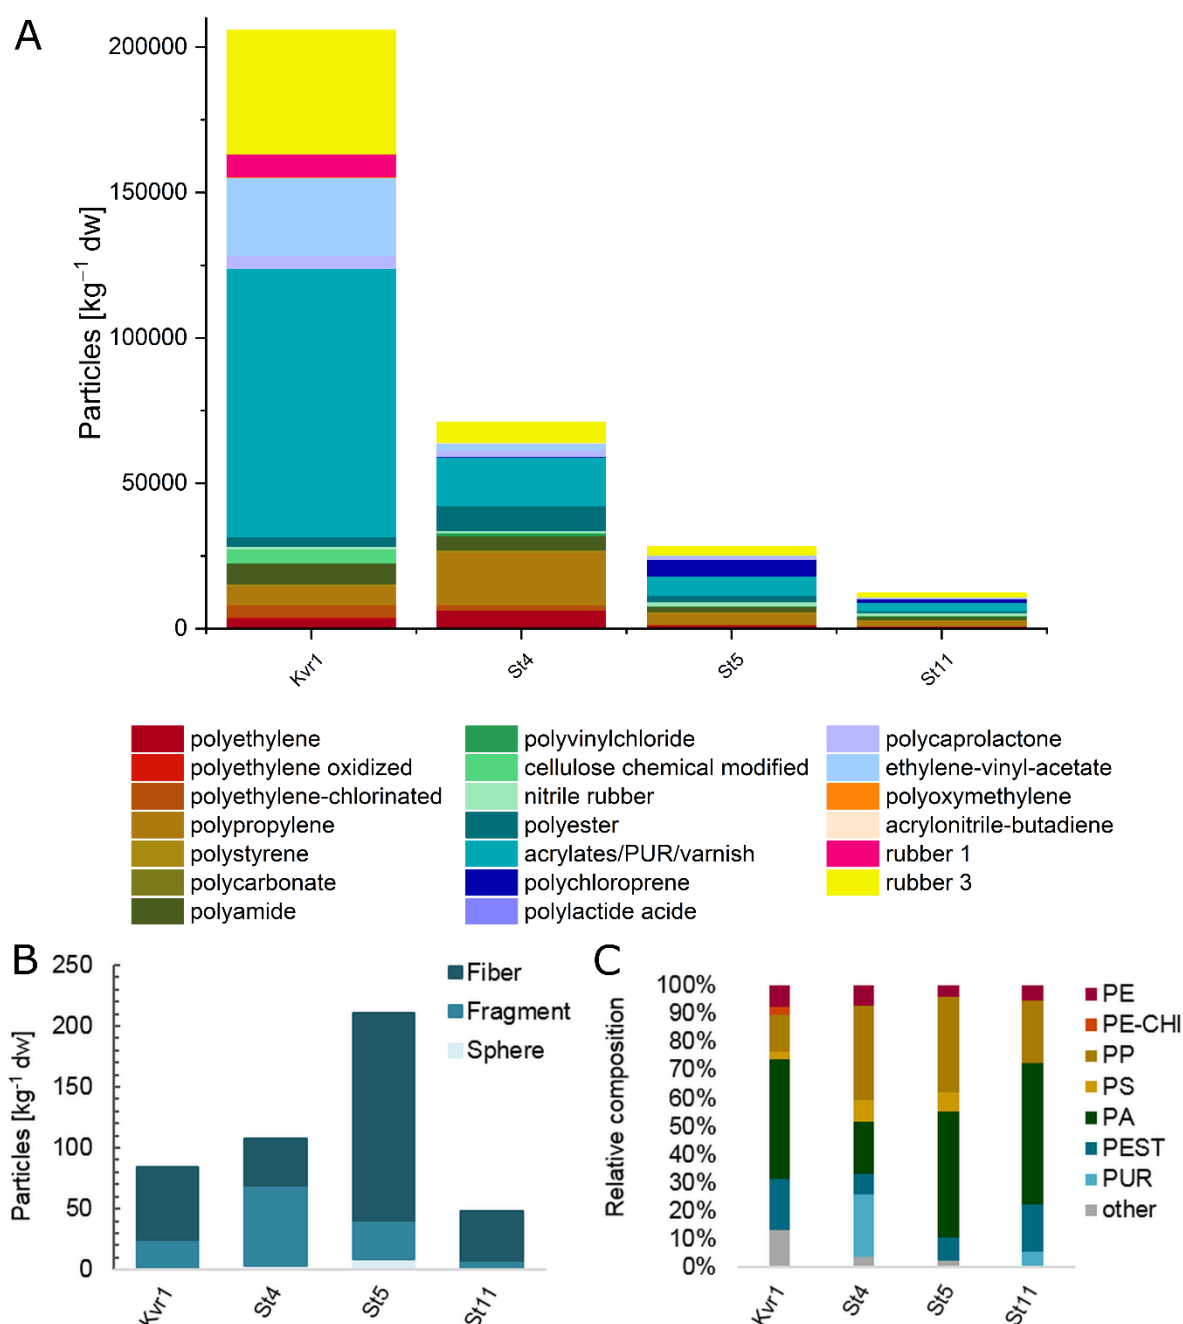 A
Particles [kg⁻¹ dw]
200000
150000
100000
50000
0
Kvr1
St4
St5
St11
polyethylene
polyethylene oxidized
polyethylene-chlorinated
polypropylene
polystyrene
polycarbonate
polyamide
polyvinylchloride
cellulose chemical modified
nitrile rubber
polyester
acrylates/PUR/varnish
polychloroprene
polylactide acide
polycaprolactone
ethylene-vinyl-acetate
polyoxymethylene
acrylonitrile-butadiene
rubber 1
rubber 3
B
Particles [kg⁻¹ dw]
250
200
150
100
50
0
Kvr1
St4
St5
St11
Fiber
Fragment
Sphere
C
Relative composition
100%
90%
80%
70%
60%
50%
40%
30%
20%
10%
0%
Kvr1
St4
St5
St11
PE
PE-CHl
PP
PS
PA
PEST
PUR
other